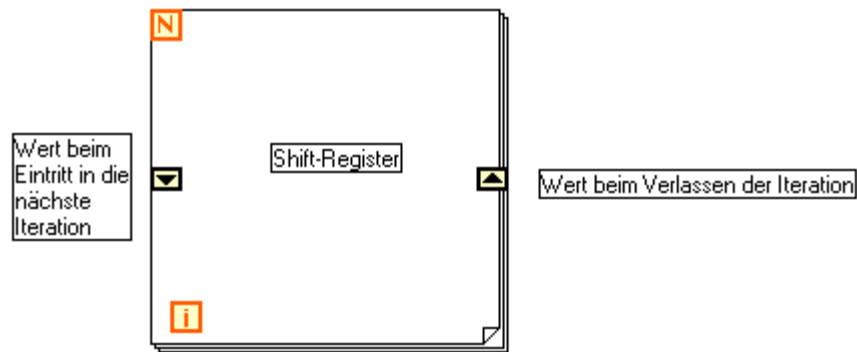 N
Wert beim
Eintritt in die
nächste
Iteration
Shift-Register
Wert beim Verlassen der Iteration
i